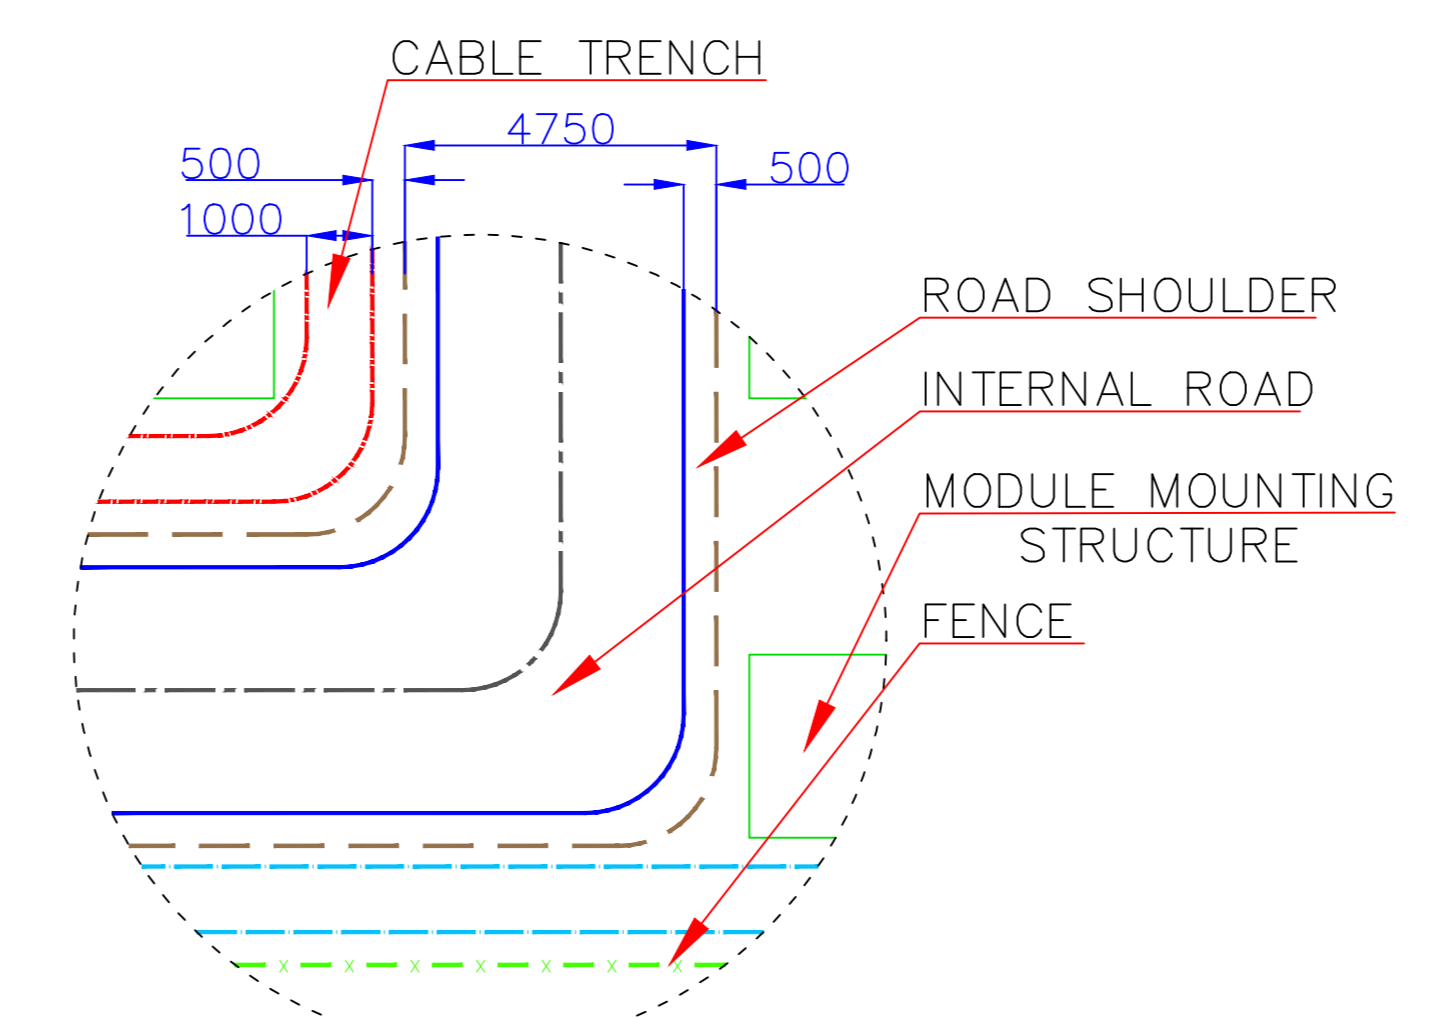 CABLE TRENCH
4750
500
500
1000
ROAD SHOULDER
INTERNAL ROAD
MODULE MOUNTING
STRUCTURE
FENCE
x x x x x x x